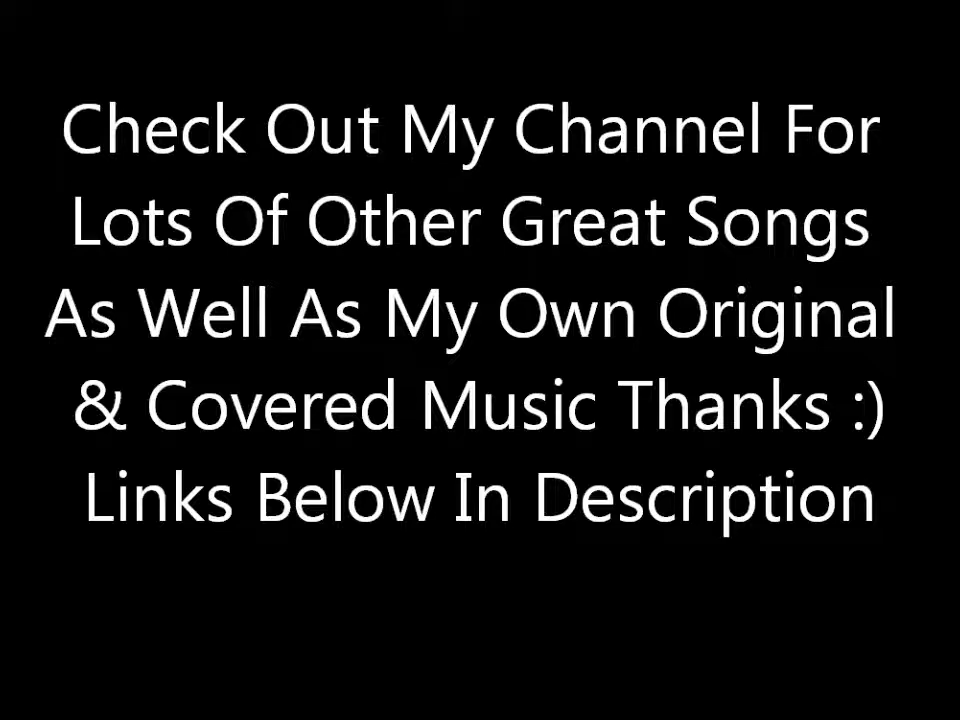 Check Out My Channel For
Lots Of Other Great Songs
As Well As My Own Original
& Covered Music Thanks :)
Links Below In Description